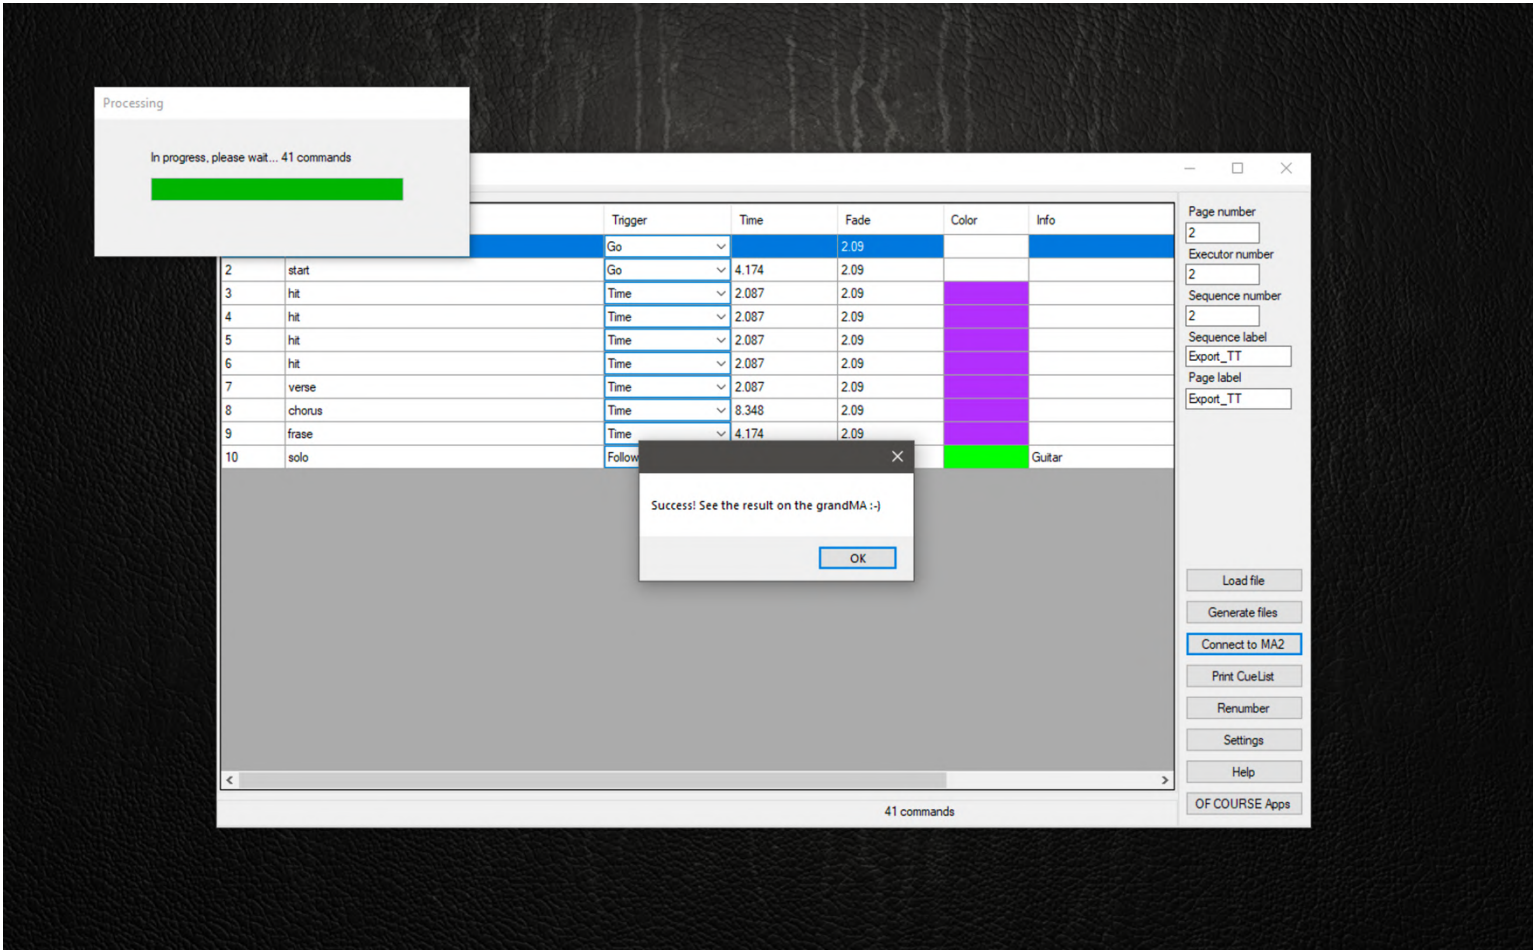 Processing
In progress, please wait... 41 commands
Trigger Time Fade Color Info
Go 2.09
2 start Go 4.174 2.09
3 hit Time 2.087 2.09
4 hit Time 2.087 2.09
5 hit Time 2.087 2.09
6 hit Time 2.087 2.09
7 verse Time 2.087 2.09
8 chorus Time 8.348 2.09
9 frase Time 4.174 2.09
10 solo Follow Guitar
Success! See the result on the grandMA :-)
OK
Page number
2
Executor number
2
Sequence number
2
Sequence label
Export_TT
Page label
Export_TT
Load file
Generate files
Connect to MA2
Print CueList
Renumber
Settings
Help
OF COURSE Apps
41 commands